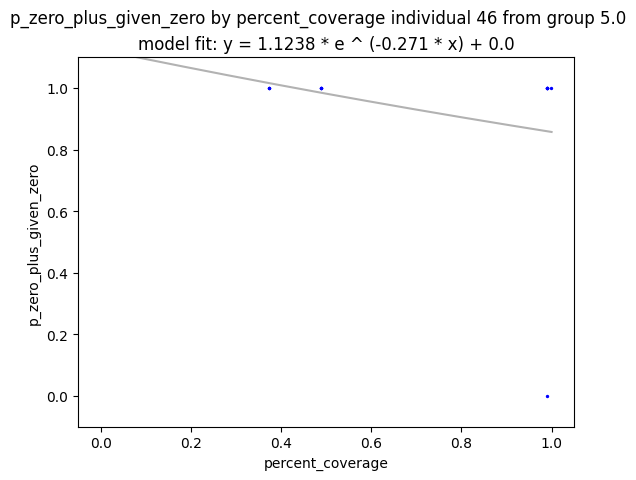 p_zero_plus_given_zero by percent_coverage individual 46 from group 5.0
model fit: y = 1.1238 * e ^ (-0.271 * x) + 0.0
1.0
0.8
0.6
0.4
0.2
0.0
p_zero_plus_given_zero
0.0 0.2 0.4 0.6 0.8 1.0
percent_coverage